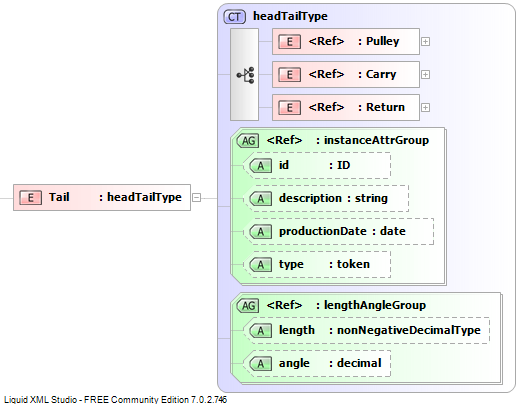 CT headTailType
E <Ref> : Pulley
E <Ref> : Carry
E <Ref> : Return
AG <Ref> : instanceAttrGroup
A id : ID
A description : string
E Tail : headTailType
A productionDate : date
A type : token
AG <Ref> : lengthAngleGroup
A length : nonNegativeDecimalType
A angle : decimal
Liquid XML Studio - FREE Community Edition 7.0.2.746